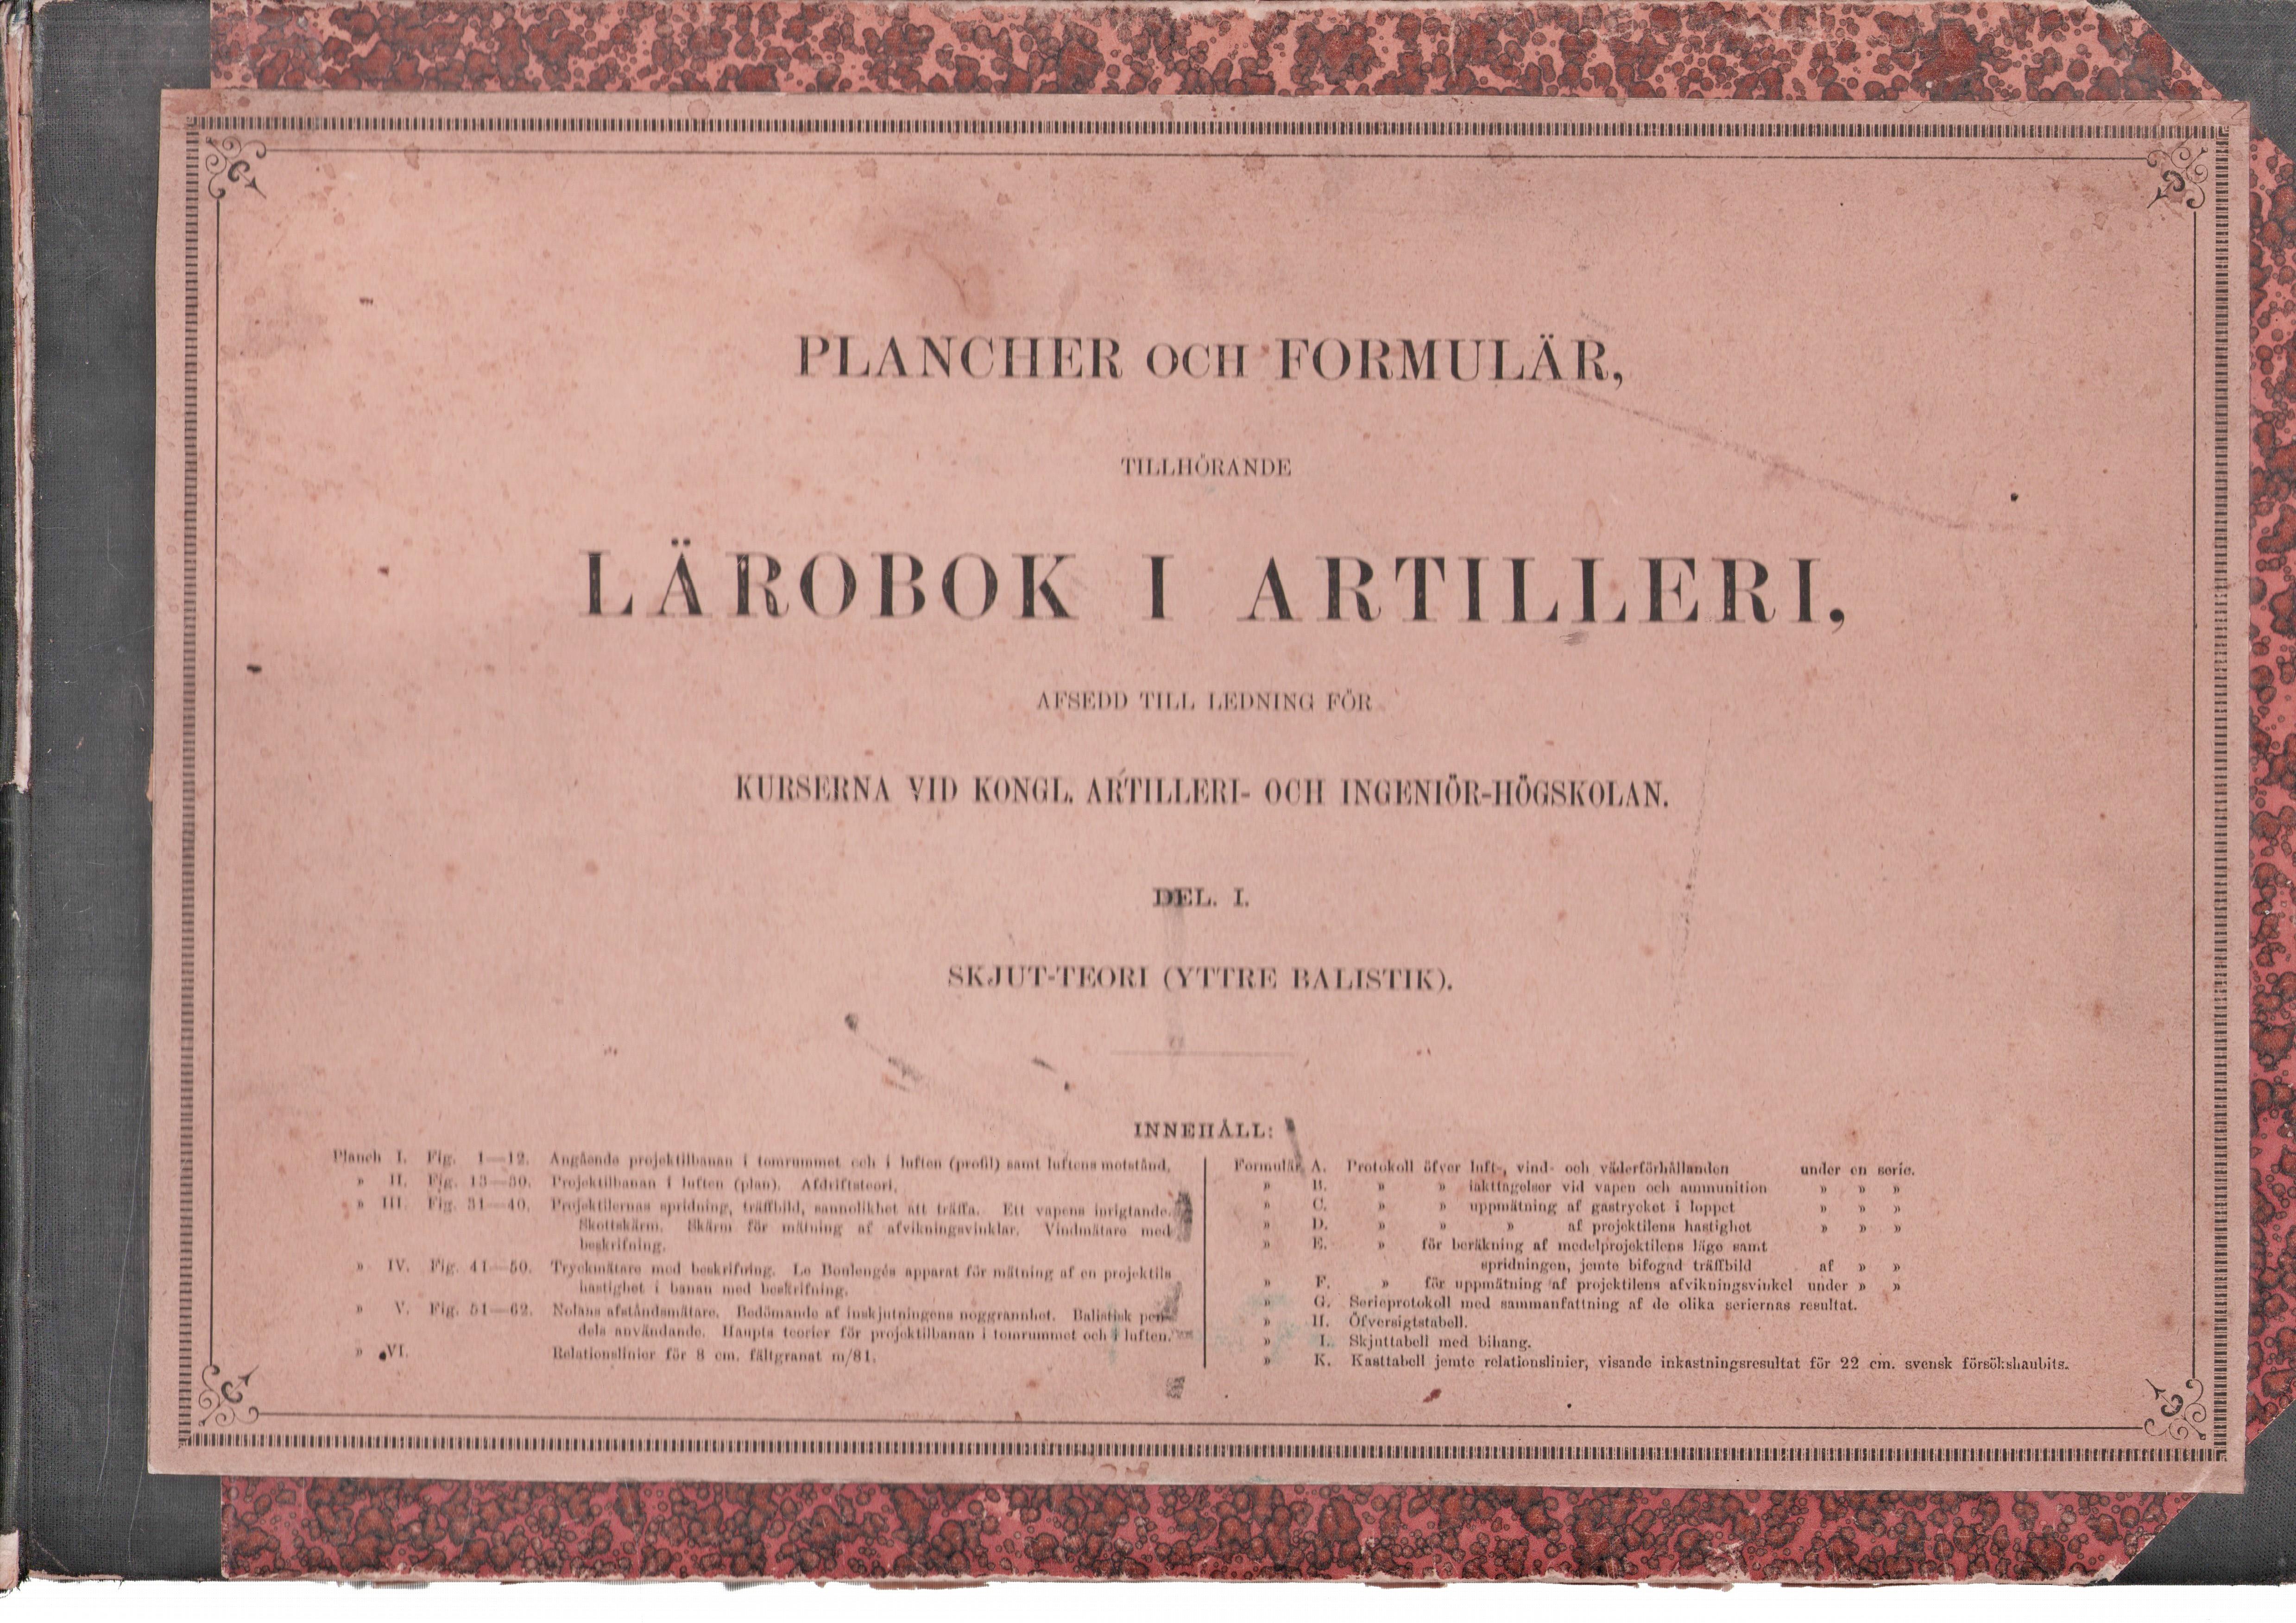 PLANCHER OCH FORMULÄR,
TILLHÖRANDE
LÄROBOK I ARTILLERI,
AFSEDD TILL LEDNING FÖR
KURSERNA VID KONGL. ARTILLERI- OCH INGENIÖR-HÖGSKOLAN.
DEL. I.
SKJUT-TEORI (YTTRE BALISTIK).
INNEHÅLL:
Planch I. Fig. 1—12. Angående projektilbanan i tomrummet och i luften (profil) samt luftens motstånd.
» II. Fig. 13—30. Projektilbanan i luften (plan). Afdriftsteori.
» III. Fig. 31—40. Projektilernas spridning, träffbild, sannolikhet att träffa. Ett vapens inrigtande.
Skottskärm. Skärm för mätning af afvikningsvinklar. Vindmätare med
beskrifning.
» IV. Fig. 41—50. Tryckmätare med beskrifning. Le Boulengés apparat för mätning af en projektils
hastighet i banan med beskrifning.
» V. Fig. 51—62. Nolans afståndsmätare. Bedömande af inskjutningens noggrannhet. Balistisk pen-
dels användande. Haupts teorier för projektilbanan i tomrummet och i luften.
» VI. Relationslinier för 8 cm. fältgranat m/81.
Formulär A. Protokoll öfver luft-, vind- och väderförhållanden under en serie.
» B. » » iakttagelser vid vapen och ammunition » » »
» C. » » uppmätning af gastrycket i loppet » » »
» D. » » » af projektilens hastighet » » »
» E. » för beräkning af medelprojektilens läge samt
spridningen, jemte bifogad träffbild af » »
» F. » för uppmätning af projektilens afvikningsvinkel under » »
» G. Serieprotokoll med sammanfattning af de olika seriernas resultat.
» H. Öfversigtstabell.
» I. Skjuttabell med bihang.
» K. Kasttabell jemte relationslinier, visande inkastningsresultat för 22 cm. svensk försökshaubits.